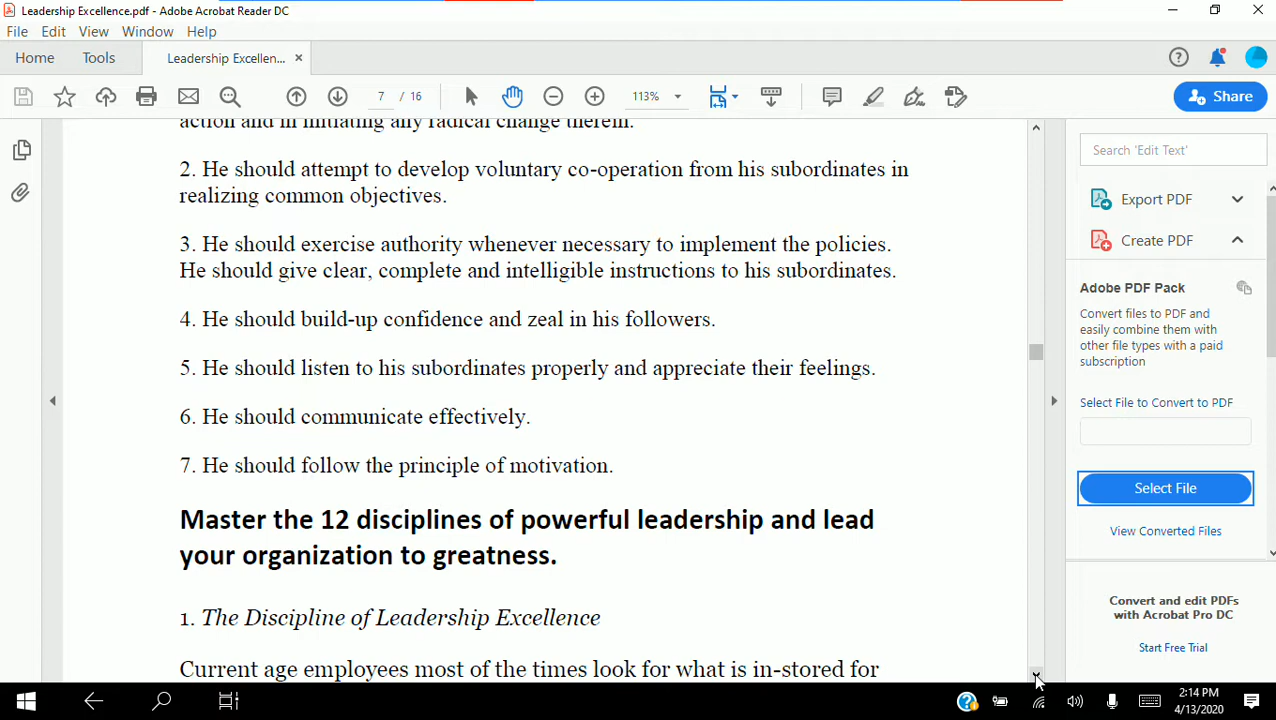 Leadership Excellence.pdf - Adobe Acrobat Reader DC
File Edit View Window Help
Home Tools Leadership Excellen... ×
7 / 16 113% Share
action and in initiating any radical change therein.
2. He should attempt to develop voluntary co-operation from his subordinates in
realizing common objectives.
3. He should exercise authority whenever necessary to implement the policies.
He should give clear, complete and intelligible instructions to his subordinates.
4. He should build-up confidence and zeal in his followers.
5. He should listen to his subordinates properly and appreciate their feelings.
6. He should communicate effectively.
7. He should follow the principle of motivation.
Master the 12 disciplines of powerful leadership and lead
your organization to greatness.
1. The Discipline of Leadership Excellence
Current age employees most of the times look for what is in-stored for
Search 'Edit Text'
Export PDF
Create PDF
Adobe PDF Pack
Convert files to PDF and
easily combine them with
other file types with a paid
subscription
Select File to Convert to PDF
Select File
View Converted Files
Convert and edit PDFs
with Acrobat Pro DC
Start Free Trial
2:14 PM
4/13/2020